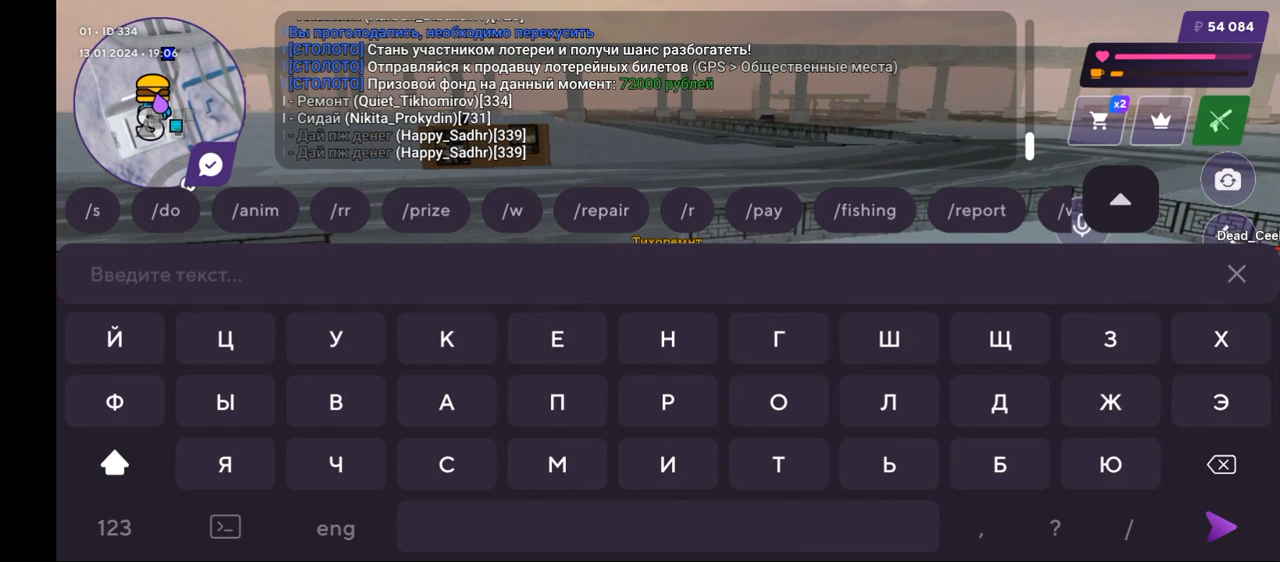 01 • ID 334
13.01.2024 • 19:06
Вы проголодались, необходимо перекусить
[СТОЛОТО] Стань участником лотереи и получи шанс разбогатеть!
[СТОЛОТО] Отправляйся к продавцу лотерейных билетов (GPS > Общественные места)
[СТОЛОТО] Призовой фонд на данный момент: 72000 рублей
- Ремонт (Quiet_Tikhomirov)[334]
- Сидай (Nikita_Prokydin)[731]
- Дай пж денег (Happy_Sadhr)[339]
- Дай пж денег (Happy_Sadhr)[339]
₽ 54 084
x2
/s /do /anim /rr /prize /w /repair /r /pay /fishing /report
Тихоремнт
Dead_Cee
Введите текст...
Й Ц У К Е Н Г Ш Щ З Х
Ф Ы В А П Р О Л Д Ж Э
Я Ч С М И Т Ь Б Ю
123 eng , ? /